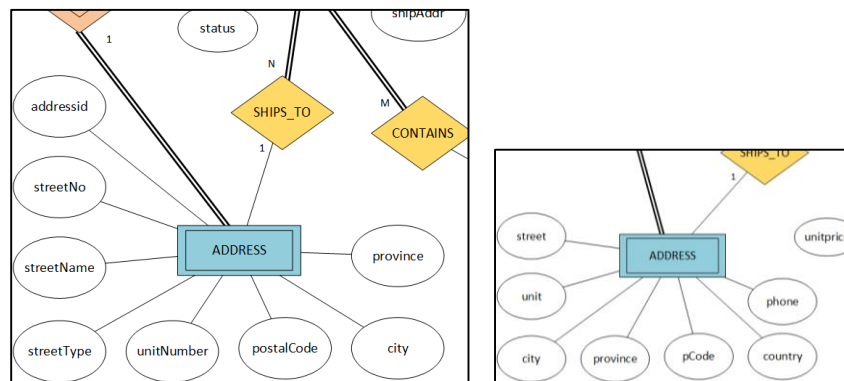 1
status
shipAddr
N
addressid
SHIPS_TO
M
CONTAINS
1
streetNo
ADDRESS
province
streetName
streetType
unitNumber
postalCode
city
SHIPS_TO
1
street
ADDRESS
unitprice
unit
phone
city
province
pCode
country